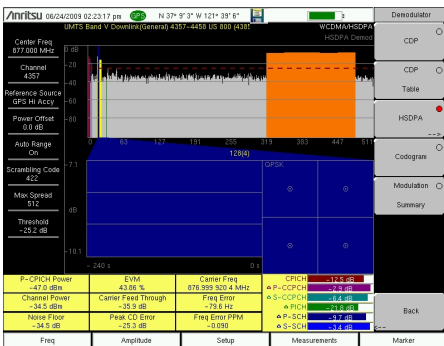 Anritsu 06/24/2009 02:23:17 pm GPS N 37° 9' 3" W 121° 39' 6"
Demodulator
UMTS Band V Downlink(General) 4357-4458 US 800 (4385
WCDMA/HSDPA
HSDPA Demod
Center Freq
877.000 MHz
Channel
4357
Reference Source
GPS Hi Accy
Power Offset
0.0 dB
Auto Range
On
Scrambling Code
422
Max Spread
512
Threshold
-25.2 dB
0 dB
-20
-40
-60
-80
0 63 127 191 255 319 383 447 511
128(4)
-7.1
dB
-10.1
- 240 s 0 s
QPSK
CDP
CDP
Table
HSDPA
-->
Codogram
Modulation
Summary
Back
<--
P-CPICH Power
-47.0 dBm
EVM
43.86 %
Carrier Freq
876.999 920 4 MHz
Channel Power
-34.5 dBm
Carrier Feed Through
-35.9 dB
Freq Error
-79.6 Hz
Noise Floor
-34.5 dB
Peak CD Error
-25.3 dB
Freq Error PPM
-0.090
CPICH -12.5 dB
P-CCPCH -2.9 dB
S-CCPCH -6.4 dB
PICH -21.8 dB
P-SCH -9.7 dB
S-SCH -3.4 dB
Freq Amplitude Setup Measurements Marker